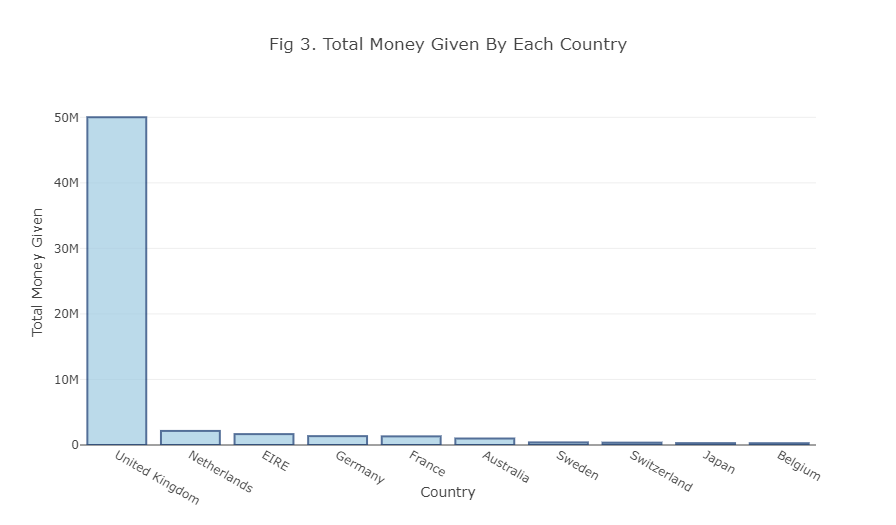 Fig 3. Total Money Given By Each Country
Total Money Given
50M
40M
30M
20M
10M
0
United Kingdom
Netherlands
EIRE
Germany
France
Australia
Sweden
Switzerland
Japan
Belgium
Country